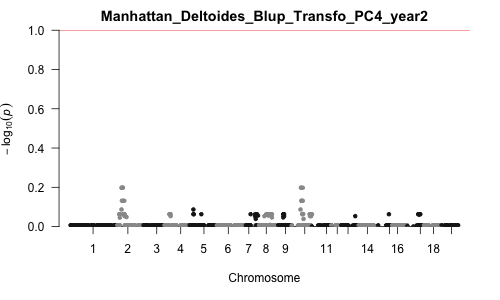 Manhattan_Deltoides_Blup_Transfo_PC4_year2
− log₁₀(p)
1.0
0.8
0.6
0.4
0.2
0.0
1 2 3 4 5 6 7 8 9 11 14 16 18
Chromosome